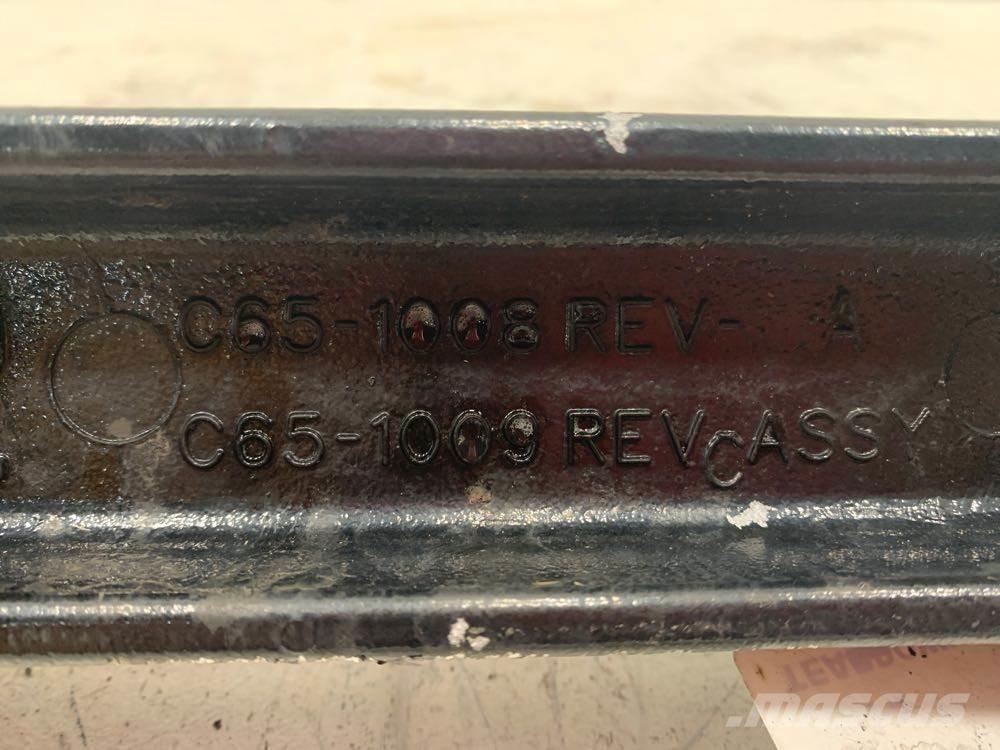 C65-1008 REV- A
C65-1009 REV C ASSY
MASCUS